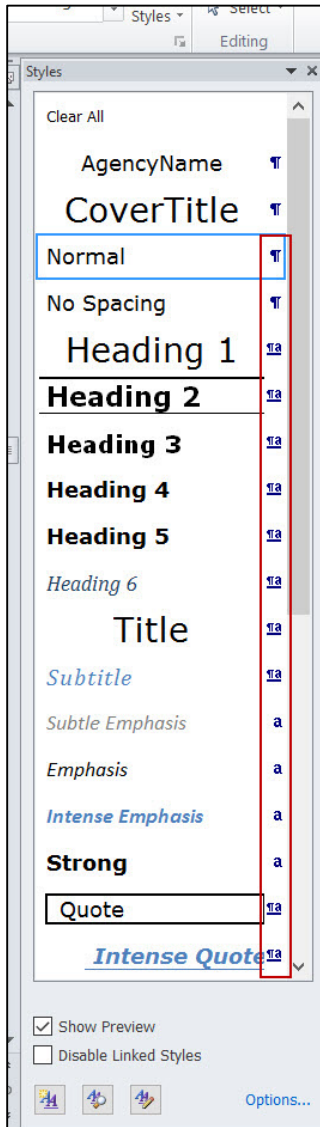 Styles
Select
Editing
Styles
Clear All
AgencyName ¶
CoverTitle ¶
Normal ¶
No Spacing ¶
Heading 1 ¶a
Heading 2 ¶a
Heading 3 ¶a
Heading 4 ¶a
Heading 5 ¶a
Heading 6 ¶a
Title ¶a
Subtitle ¶a
Subtle Emphasis a
Emphasis a
Intense Emphasis a
Strong a
Quote ¶a
Intense Quote ¶a
Show Preview
Disable Linked Styles
Options...